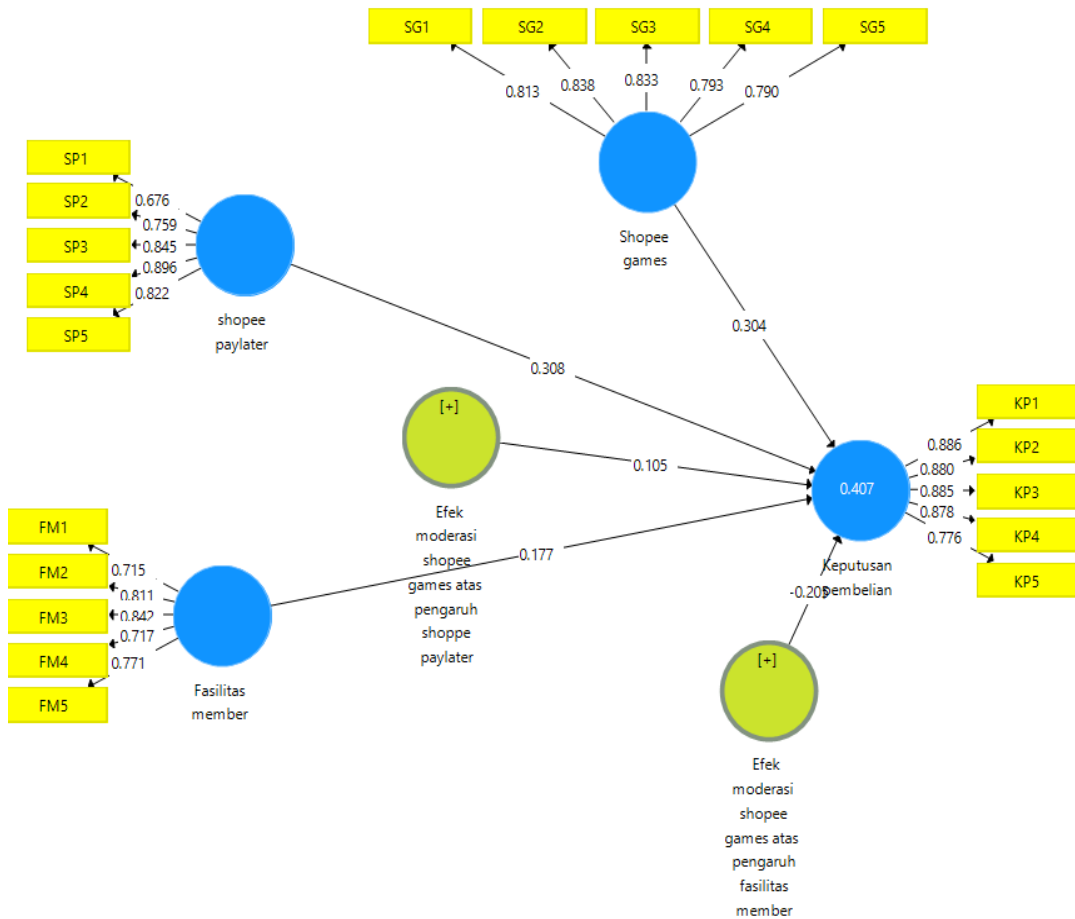 SG1
SG2
SG3
SG4
SG5
0.813
0.838
0.833
0.793
0.790
Shopee
games
SP1
SP2
SP3
SP4
SP5
0.676
0.759
0.845
0.896
0.822
shopee
paylater
0.304
0.308
[+]
0.105
Efek
moderasi
shopee
games atas
pengaruh
shoppe
paylater
KP1
KP2
KP3
KP4
KP5
0.886
0.880
0.885
0.878
0.776
0.407
Keputusan
pembelian
FM1
FM2
FM3
FM4
FM5
0.715
0.811
0.842
0.717
0.771
Fasilitas
member
0.177
-0.205
[+]
Efek
moderasi
shopee
games atas
pengaruh
fasilitas
member